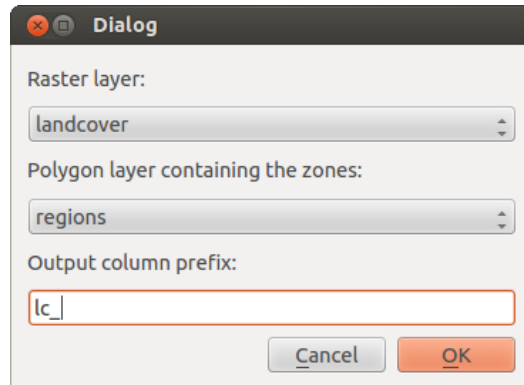 Dialog
Raster layer:
landcover
Polygon layer containing the zones:
regions
Output column prefix:
lc_
Cancel OK